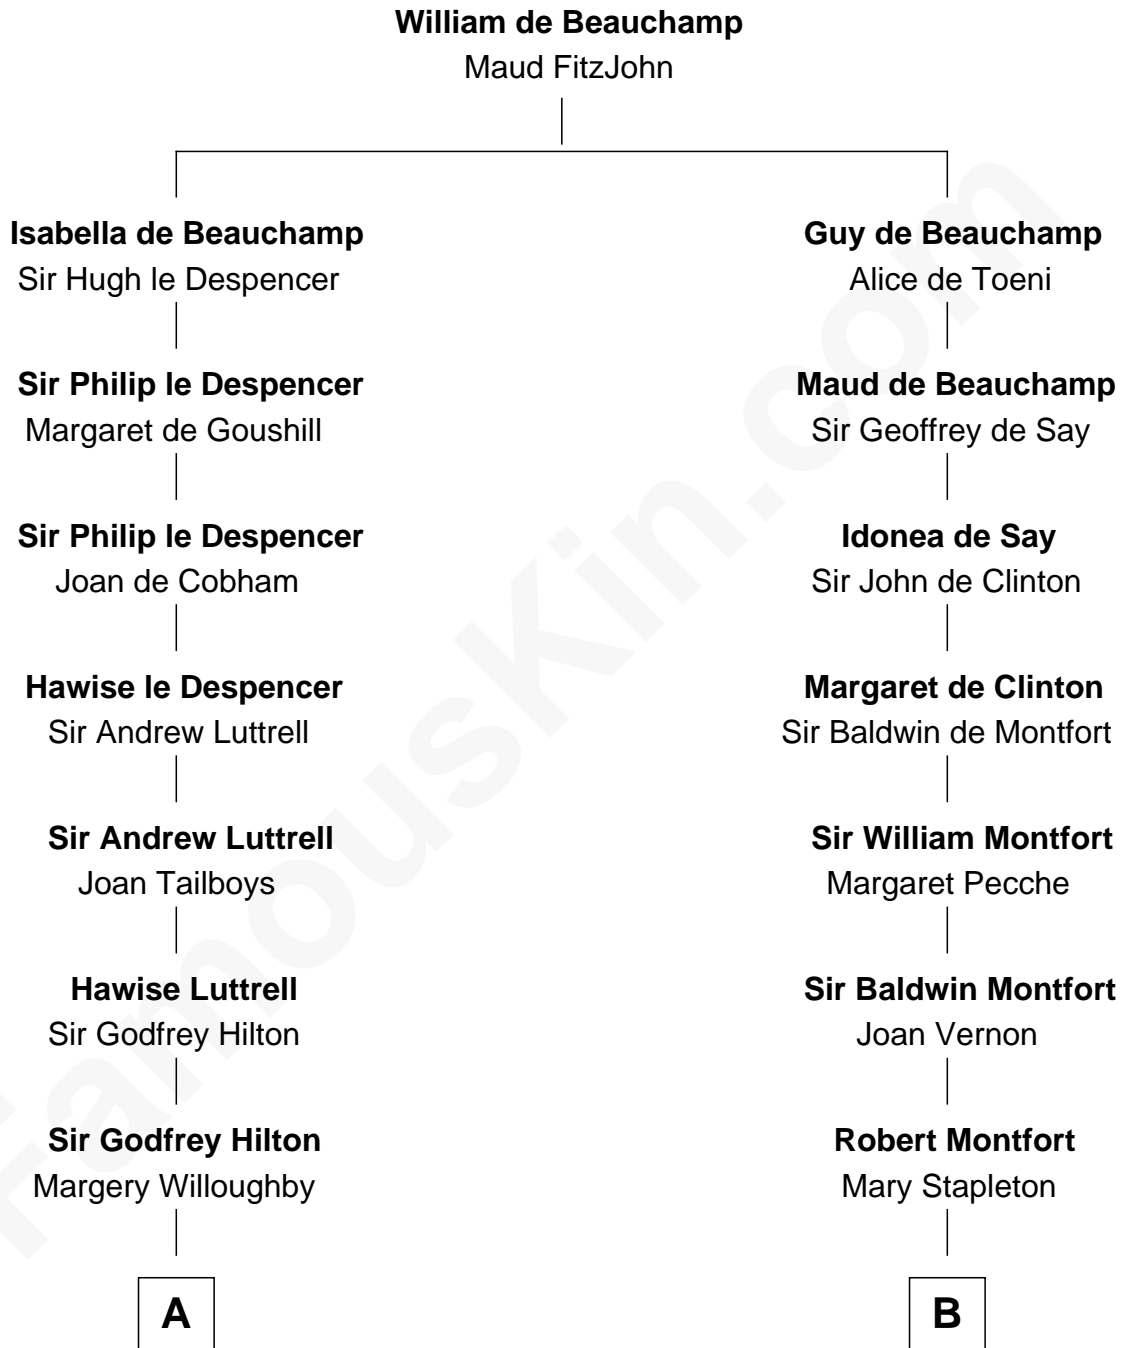 William de Beauchamp
Maud FitzJohn
Isabella de Beauchamp
Sir Hugh le Despencer
Sir Philip le Despencer
Margaret de Goushill
Sir Philip le Despencer
Joan de Cobham
Hawise le Despencer
Sir Andrew Luttrell
Sir Andrew Luttrell
Joan Tailboys
Hawise Luttrell
Sir Godfrey Hilton
Sir Godfrey Hilton
Margery Willoughby
A
Guy de Beauchamp
Alice de Toeni
Maud de Beauchamp
Sir Geoffrey de Say
Idonea de Say
Sir John de Clinton
Margaret de Clinton
Sir Baldwin de Montfort
Sir William Montfort
Margaret Pecche
Sir Baldwin Montfort
Joan Vernon
Robert Montfort
Mary Stapleton
B
FamousKin.com